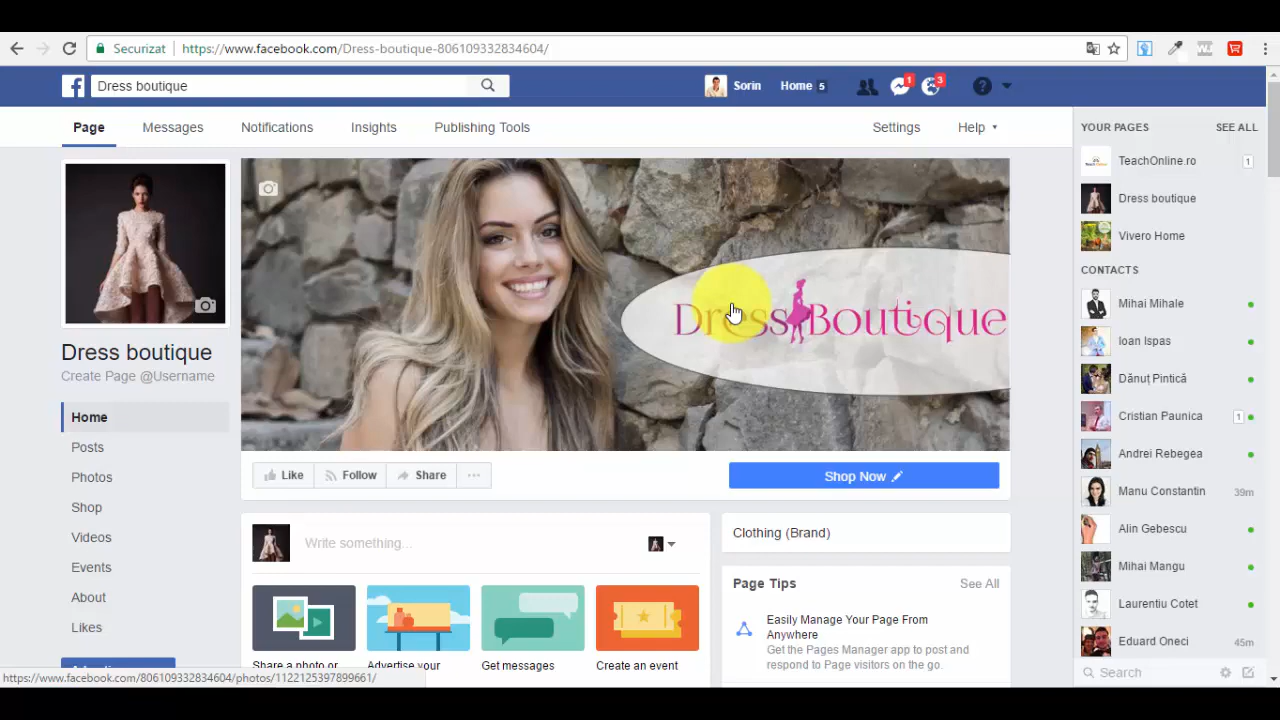 Securizat
https://www.facebook.com/Dress-boutique-806109332834604/
Dress boutique
Sorin
Home 5
1
3
Page
Messages
Notifications
Insights
Publishing Tools
Settings
Help
YOUR PAGES
SEE ALL
TeachOnline.ro
1
Dress boutique
Vivero Home
CONTACTS
Mihai Mihale
Ioan Ispas
Dănuț Pintică
Cristian Paunica
1
Andrei Rebegea
Manu Constantin
39m
Alin Gebescu
Mihai Mangu
Laurentiu Cotet
Eduard Oneci
45m
Search
Dress Boutique
Dress boutique
Create Page @Username
Home
Posts
Photos
Shop
Videos
Events
About
Likes
Like
Follow
Share
Shop Now
Write something...
Share a photo or
Advertise your
Get messages
Create an event
Clothing (Brand)
Page Tips
See All
Easily Manage Your Page From
Anywhere
Get the Pages Manager app to post and
respond to Page visitors on the go.
https://www.facebook.com/806109332834604/photos/1122125397899661/